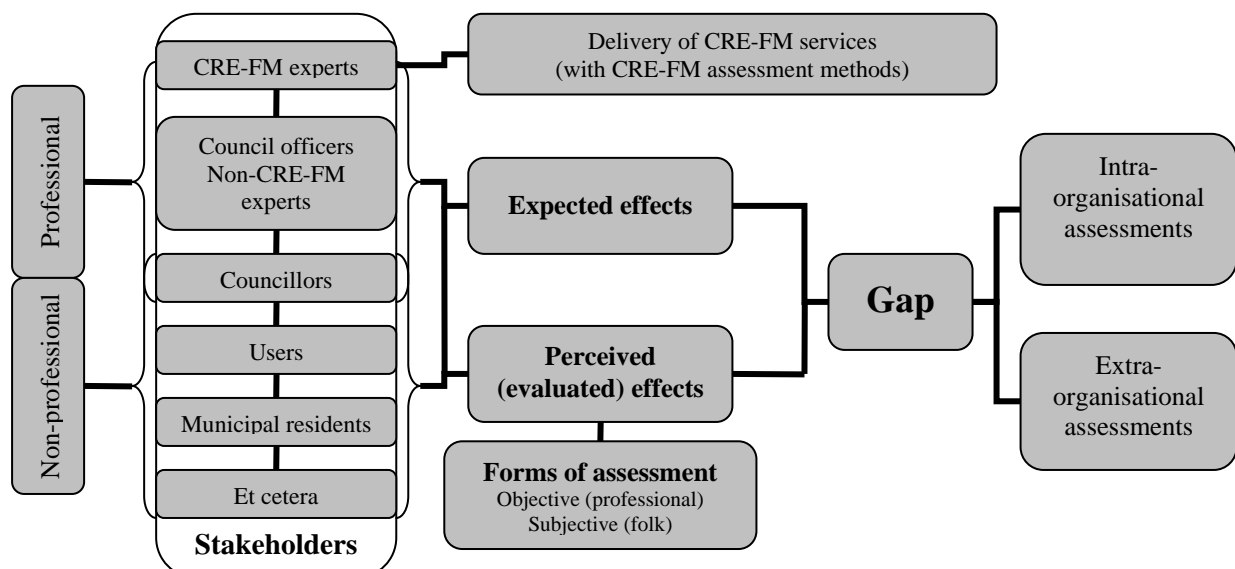 Professional
Non-professional
CRE-FM experts
Council officers
Non-CRE-FM
experts
Councillors
Users
Municipal residents
Et cetera
Stakeholders
Delivery of CRE-FM services
(with CRE-FM assessment methods)
Expected effects
Perceived
(evaluated) effects
Forms of assessment
Objective (professional)
Subjective (folk)
Gap
Intra-
organisational
assessments
Extra-
organisational
assessments